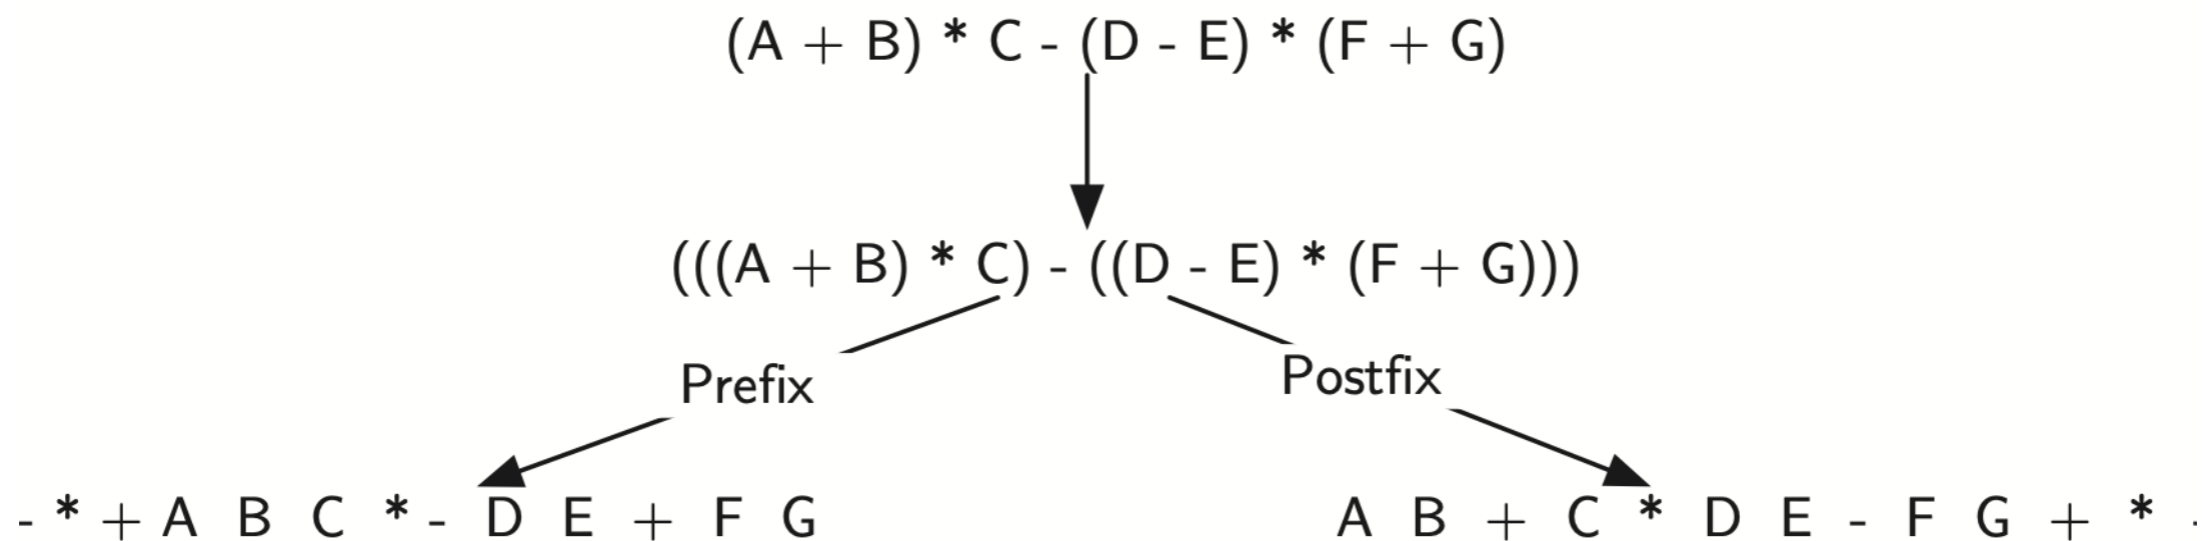 (A + B) * C - (D - E) * (F + G)
(((A + B) * C) - ((D - E) * (F + G)))
Prefix
Postfix
- * + A B C * - D E + F G
A B + C * D E - F G + * -